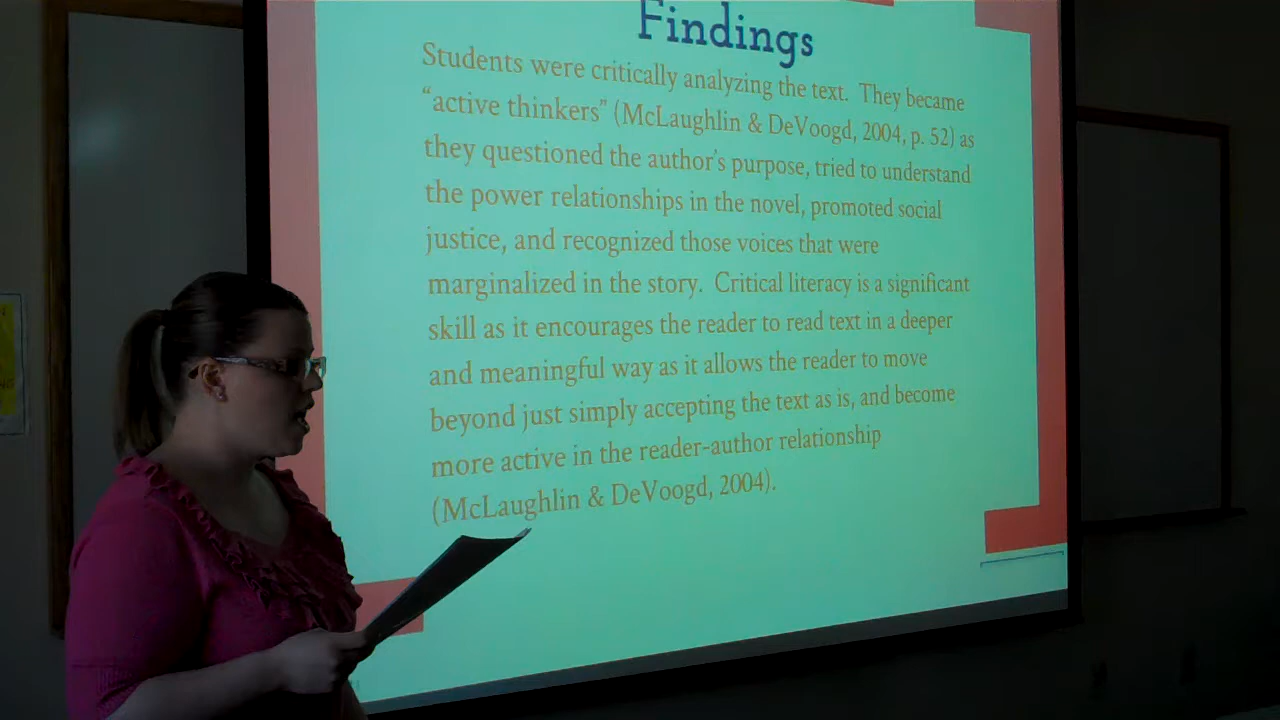 Findings
Students were critically analyzing the text. They became
“active thinkers” (McLaughlin & DeVoogd, 2004, p. 52) as
they questioned the author’s purpose, tried to understand
the power relationships in the novel, promoted social
justice, and recognized those voices that were
marginalized in the story. Critical literacy is a significant
skill as it encourages the reader to read text in a deeper
and meaningful way as it allows the reader to move
beyond just simply accepting the text as is, and become
more active in the reader-author relationship
(McLaughlin & DeVoogd, 2004).